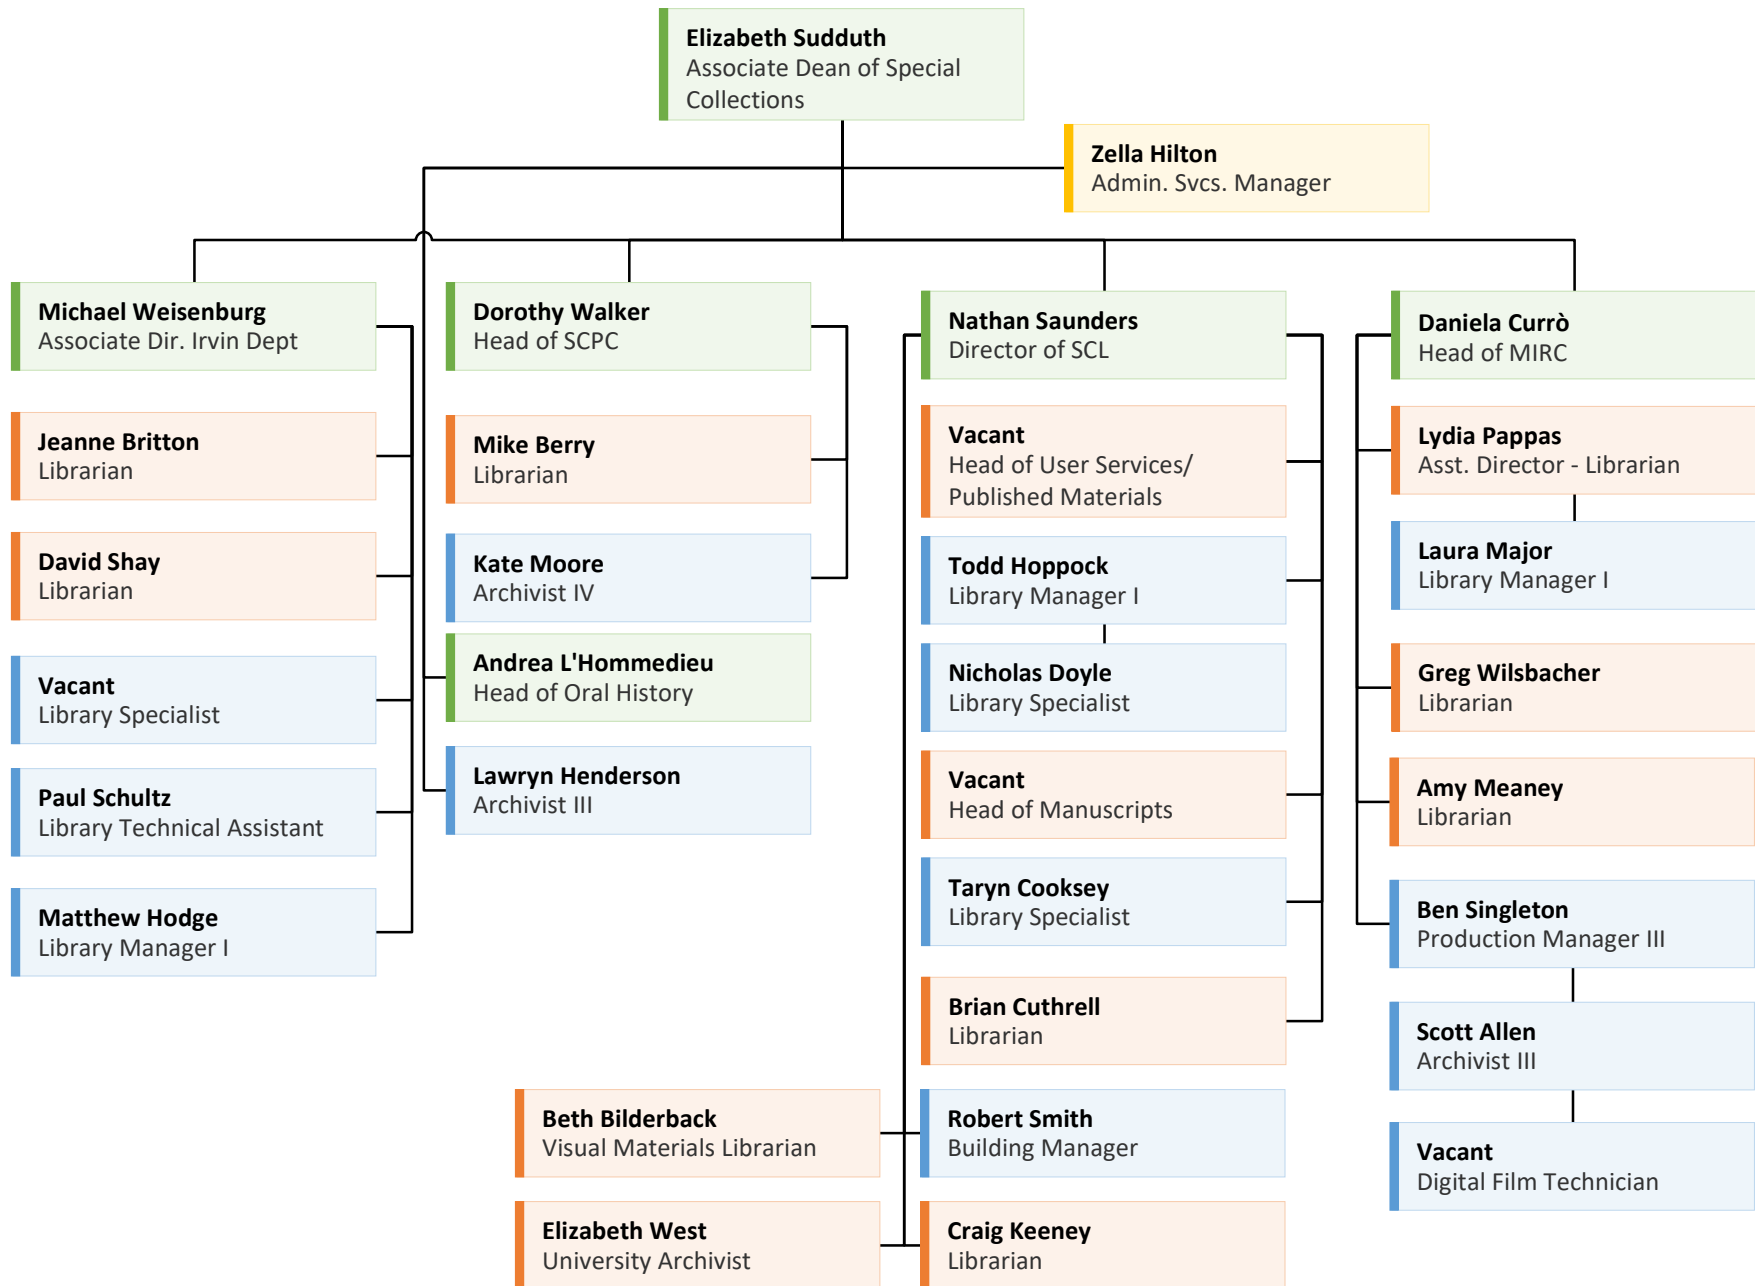 Elizabeth Sudduth
Associate Dean of Special
Collections
Zella Hilton
Admin. Svcs. Manager
Michael Weisenburg
Associate Dir. Irvin Dept
Jeanne Britton
Librarian
David Shay
Librarian
Vacant
Library Specialist
Paul Schultz
Library Technical Assistant
Matthew Hodge
Library Manager I
Dorothy Walker
Head of SCPC
Mike Berry
Librarian
Kate Moore
Archivist IV
Andrea L'Hommedieu
Head of Oral History
Lawryn Henderson
Archivist III
Nathan Saunders
Director of SCL
Vacant
Head of User Services/
Published Materials
Todd Hoppock
Library Manager I
Nicholas Doyle
Library Specialist
Vacant
Head of Manuscripts
Taryn Cooksey
Library Specialist
Brian Cuthrell
Librarian
Beth Bilderback
Visual Materials Librarian
Robert Smith
Building Manager
Elizabeth West
University Archivist
Craig Keeney
Librarian
Daniela Currò
Head of MIRC
Lydia Pappas
Asst. Director - Librarian
Laura Major
Library Manager I
Greg Wilsbacher
Librarian
Amy Meaney
Librarian
Ben Singleton
Production Manager III
Scott Allen
Archivist III
Vacant
Digital Film Technician